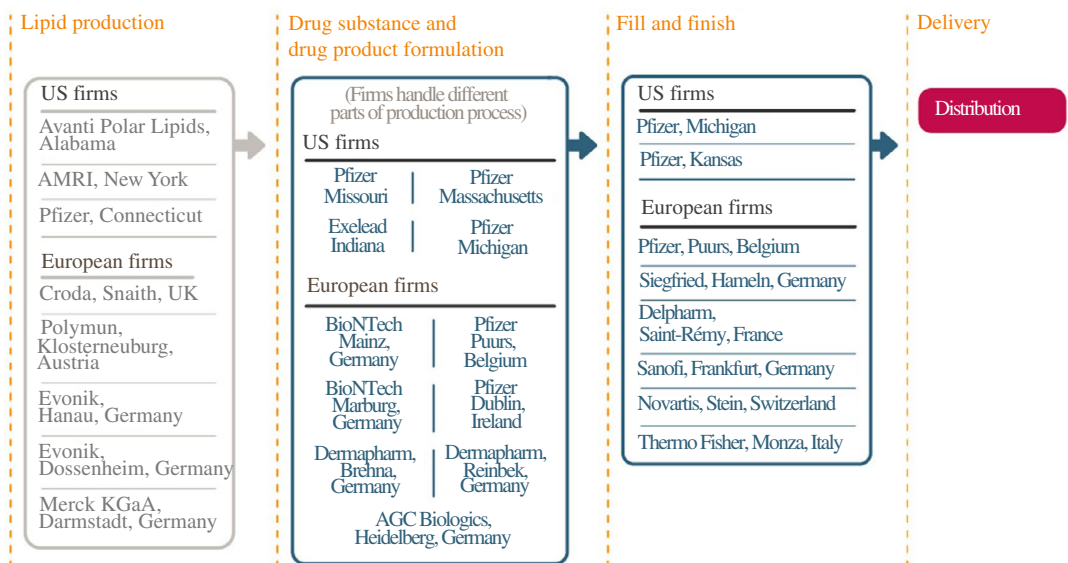 Lipid production
US firms
Avanti Polar Lipids,
Alabama
AMRI, New York
Pfizer, Connecticut
European firms
Croda, Snaith, UK
Polymun,
Klosterneuburg,
Austria
Evonik,
Hanau, Germany
Evonik,
Dossenheim, Germany
Merck KGaA,
Darmstadt, Germany
Drug substance and
drug product formulation
(Firms handle different
parts of production process)
US firms
Pfizer
Missouri
Pfizer
Massachusetts
Exelead
Indiana
Pfizer
Michigan
European firms
BioNTech
Mainz,
Germany
Pfizer
Puurs,
Belgium
BioNTech
Marburg,
Germany
Pfizer
Dublin,
Ireland
Dermapharm,
Brehna,
Germany
Dermapharm,
Reinbek,
Germany
AGC Biologics,
Heidelberg, Germany
Fill and finish
US firms
Pfizer, Michigan
Pfizer, Kansas
European firms
Pfizer, Puurs, Belgium
Siegfried, Hameln, Germany
Delpharm,
Saint-Rémy, France
Sanofi, Frankfurt, Germany
Novartis, Stein, Switzerland
Thermo Fisher, Monza, Italy
Delivery
Distribution